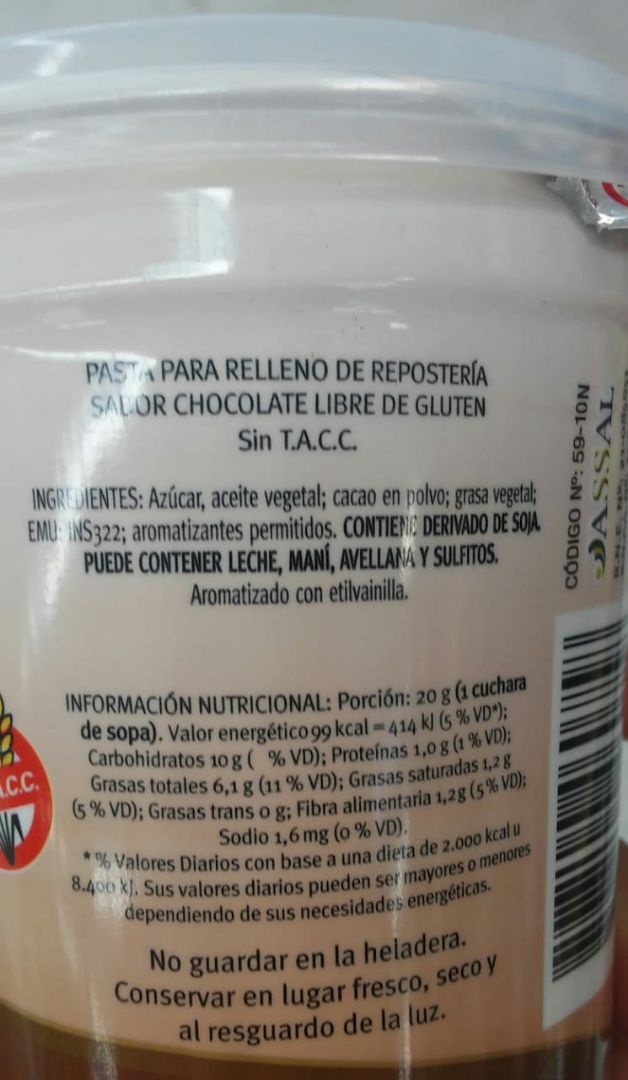 PASTA PARA RELLENO DE REPOSTERÍA
SABOR CHOCOLATE LIBRE DE GLUTEN
Sin T.A.C.C.
INGREDIENTES: Azúcar, aceite vegetal; cacao en polvo; grasa vegetal;
EMU: INS322; aromatizantes permitidos. CONTIENE DERIVADO DE SOJA.
PUEDE CONTENER LECHE, MANÍ, AVELLANA Y SULFITOS.
Aromatizado con etilvainilla.
INFORMACIÓN NUTRICIONAL: Porción: 20 g (1 cuchara
de sopa). Valor energético 99 kcal = 414 kJ (5 % VD*);
Carbohidratos 10 g ( % VD); Proteínas 1,0 g (1 % VD);
Grasas totales 6,1 g (11 % VD); Grasas saturadas 1,2 g
(5 % VD); Grasas trans 0 g; Fibra alimentaria 1,2g (5 % VD);
Sodio 1,6 mg (0 % VD).
* % Valores Diarios con base a una dieta de 2.000 kcal u
8.400 kJ. Sus valores diarios pueden ser mayores o menores
dependiendo de sus necesidades energéticas.
No guardar en la heladera.
Conservar en lugar fresco, seco y
al resguardo de la luz.
A.C.C.
CÓDIGO Nº: 59-10N
ASSAL